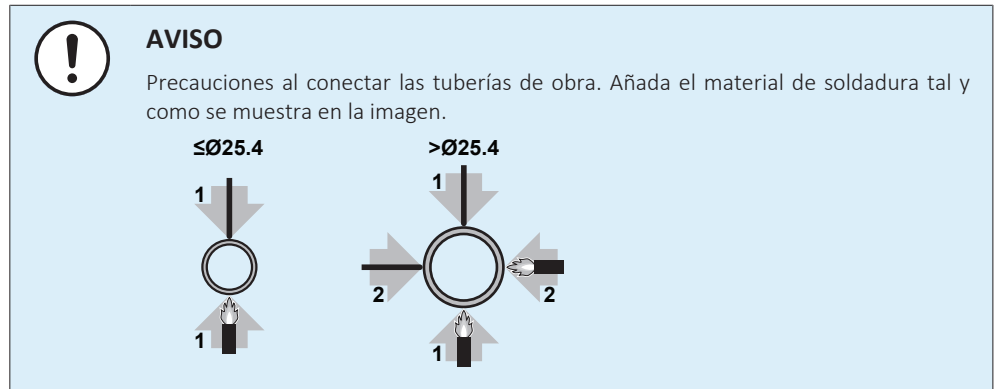 AVISO
Precauciones al conectar las tuberías de obra. Añada el material de soldadura tal y
como se muestra en la imagen.
≤Ø25.4
>Ø25.4
1
1
2
2
1
1